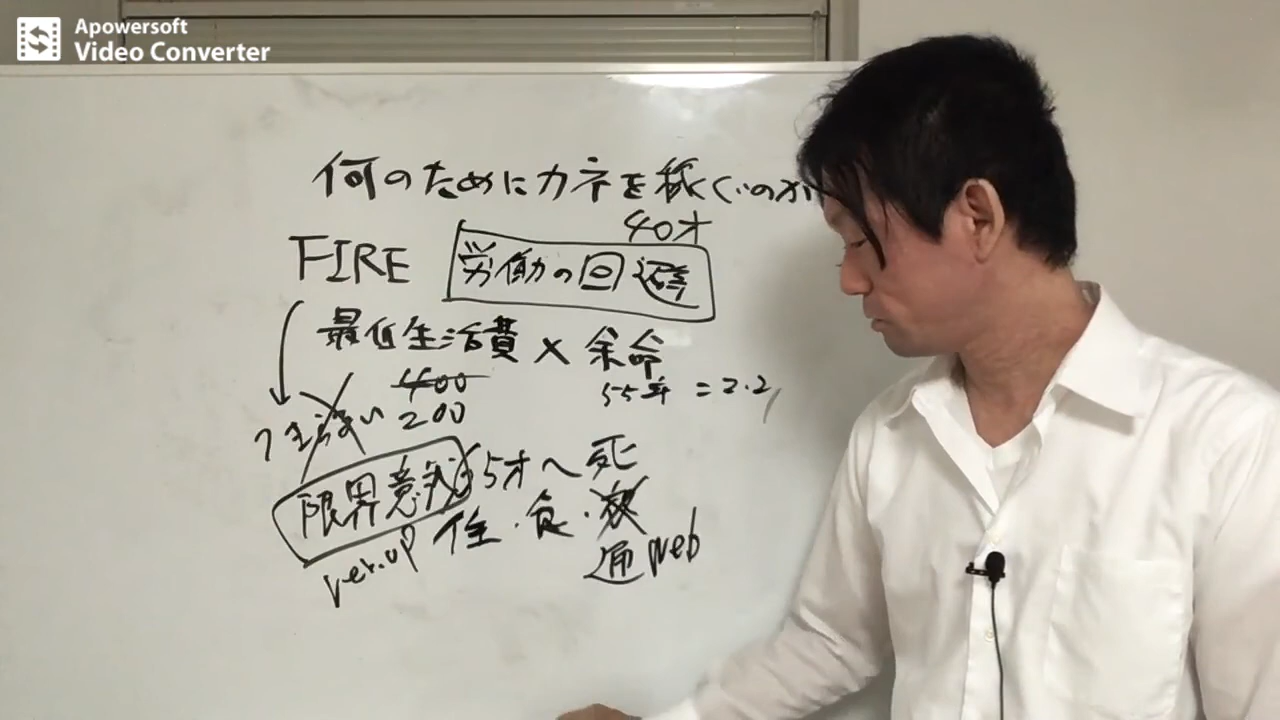 Apowersoft
Video Converter
何のためにカネを稼ぐのか
40才
FIRE 労働の回避
最低生活費 × 余命
400
55年 = 2.2
200
限界意識 65才〜死
ver.up 住・食・衣
通 web